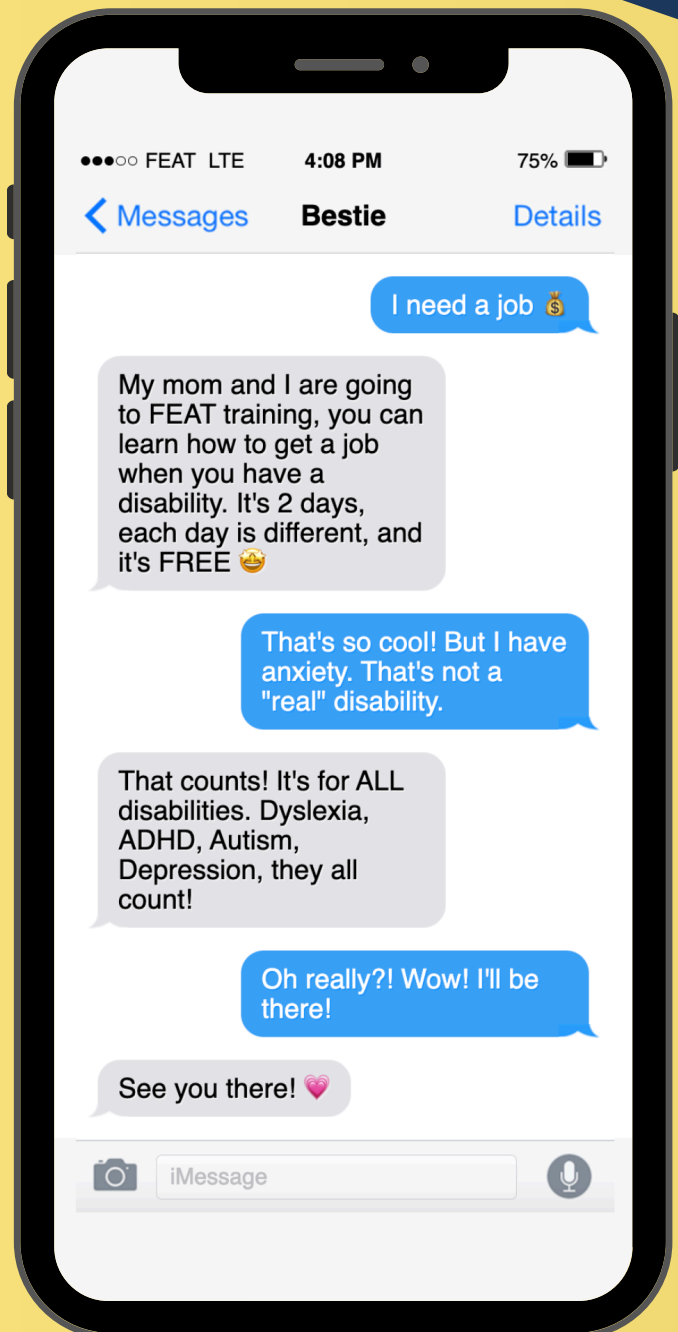 ●●●○○ FEAT LTE 4:08 PM 75%
Messages Bestie Details
I need a job 💰
My mom and I are going
to FEAT training, you can
learn how to get a job
when you have a
disability. It's 2 days,
each day is different, and
it's FREE 🤩
That's so cool! But I have
anxiety. That's not a
"real" disability.
That counts! It's for ALL
disabilities. Dyslexia,
ADHD, Autism,
Depression, they all
count!
Oh really?! Wow! I'll be
there!
See you there! 💗
iMessage